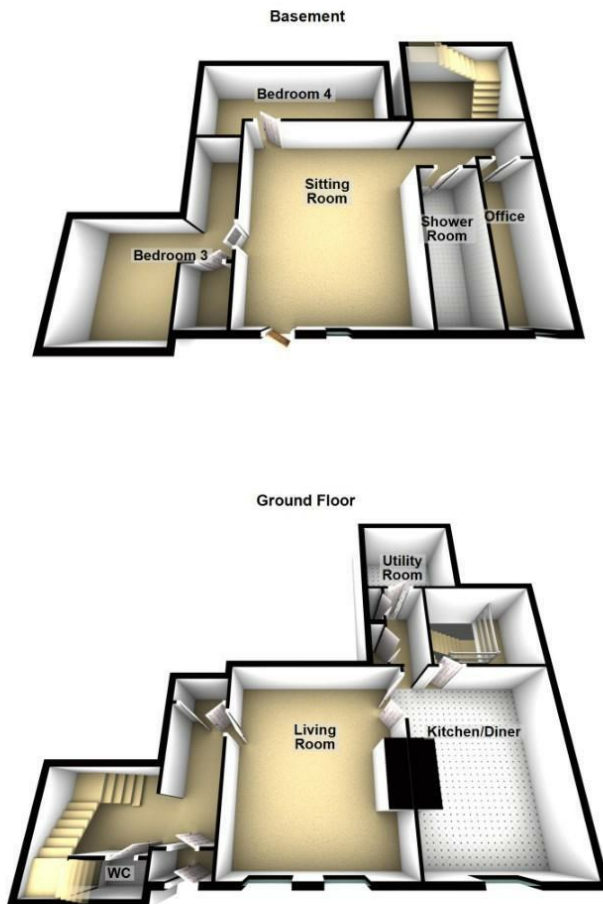 Basement
Bedroom 4
Sitting
Room
Shower
Room
Office
Bedroom 3
Ground Floor
Utility
Room
Living
Room
Kitchen/Diner
WC